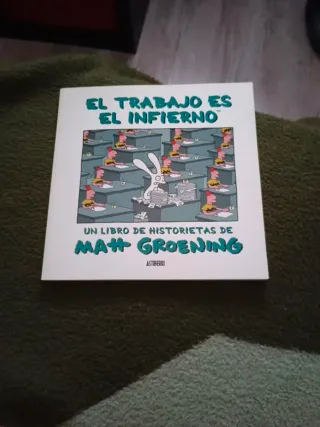 EL TRABAJO ES
EL INFIERNO
UN LIBRO DE HISTORIETAS DE
MATT GROENING
ASTIBERRI